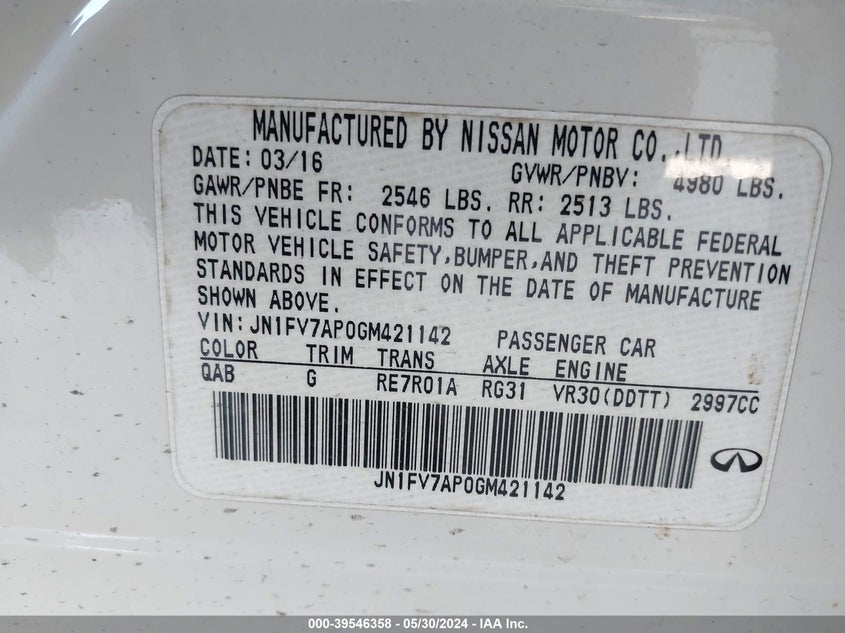 MANUFACTURED BY NISSAN MOTOR CO.,LTD.
DATE: 03/16 GVWR/PNBV: 4980 LBS.
GAWR/PNBE FR: 2546 LBS. RR: 2513 LBS.
THIS VEHICLE CONFORMS TO ALL APPLICABLE FEDERAL
MOTOR VEHICLE SAFETY,BUMPER,AND THEFT PREVENTION
STANDARDS IN EFFECT ON THE DATE OF MANUFACTURE
SHOWN ABOVE.
VIN: JN1FV7AP0GM421142 PASSENGER CAR
COLOR TRIM TRANS AXLE ENGINE
QAB G RE7R01A RG31 VR30(DDTT) 2997CC
JN1FV7AP0GM421142
000-39546358 - 05/30/2024 - IAA Inc.